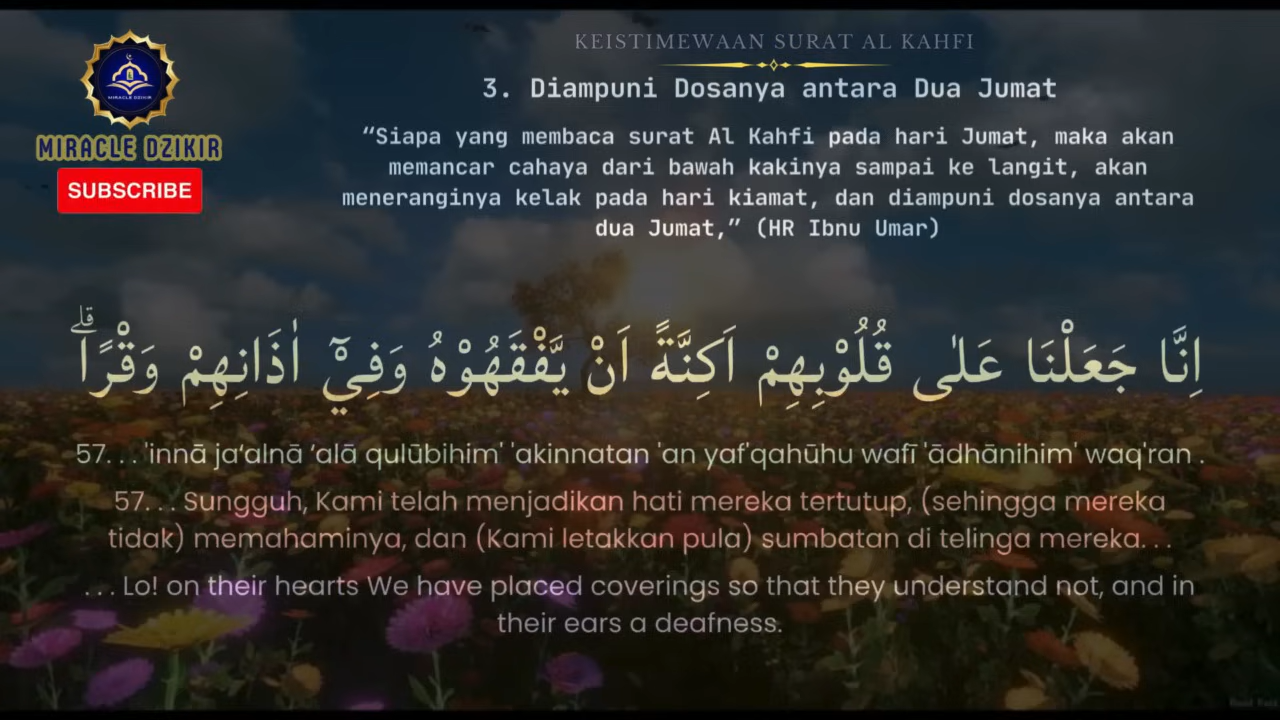 KEISTIMEWAAN SURAT AL KAHFI
3. Diampuni Dosanya antara Dua Jumat
“Siapa yang membaca surat Al Kahfi pada hari Jumat, maka akan
memancar cahaya dari bawah kakinya sampai ke langit, akan
meneranginya kelak pada hari kiamat, dan diampuni dosanya antara
dua Jumat,” (HR Ibnu Umar)
MIRACLE DZIKIR
MIRACLE DZIKIR
SUBSCRIBE
اِنَّا جَعَلْنَا عَلٰى قُلُوْبِهِمْ اَكِنَّةً اَنْ يَّفْقَهُوْهُ وَفِيْٓ اٰذَانِهِمْ وَقْرًاۗ
57. . . 'innā ja‘alnā ‘alā qulūbihim' 'akinnatan 'an yaf'qahūhu wafī 'ādhānihim' waq'ran .
57. . . Sungguh, Kami telah menjadikan hati mereka tertutup, (sehingga mereka
tidak) memahaminya, dan (Kami letakkan pula) sumbatan di telinga mereka. . .
. . . Lo! on their hearts We have placed coverings so that they understand not, and in
their ears a deafness.